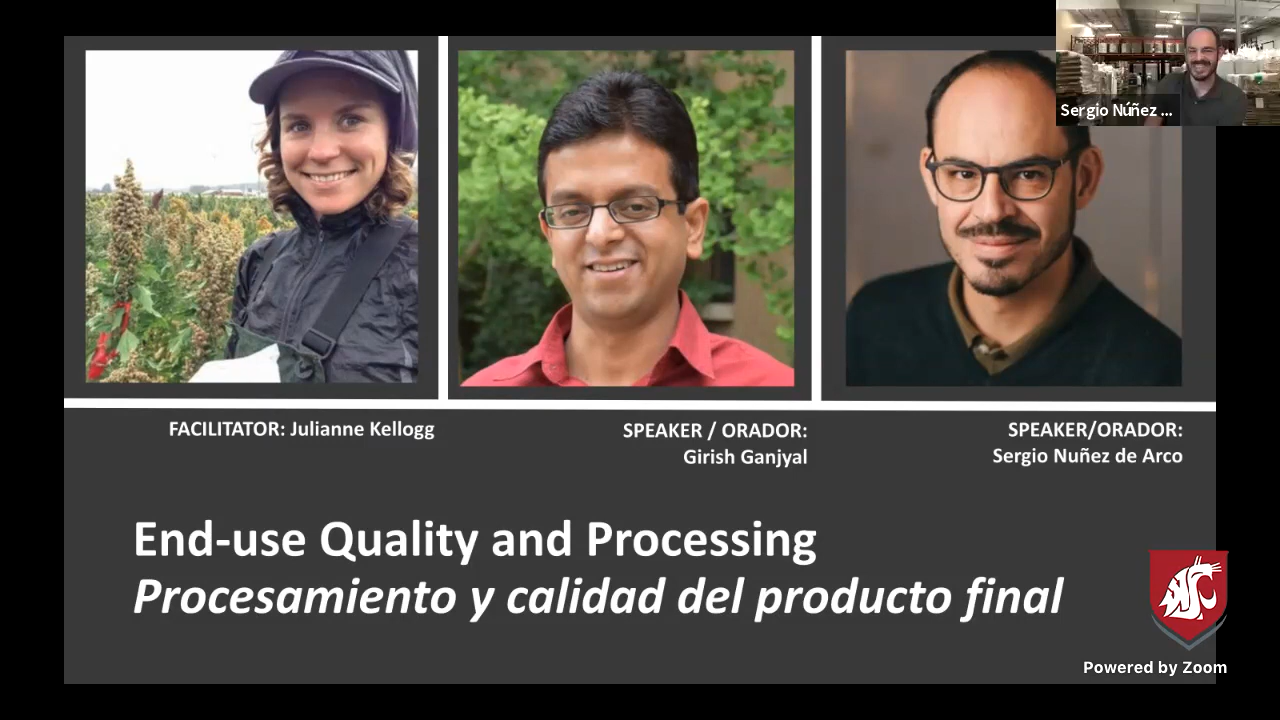 Sergio Núñez ...
FACILITATOR: Julianne Kellogg
SPEAKER / ORADOR:
Girish Ganjyal
SPEAKER/ORADOR:
Sergio Nuñez de Arco
End-use Quality and Processing
Procesamiento y calidad del producto final
Powered by Zoom